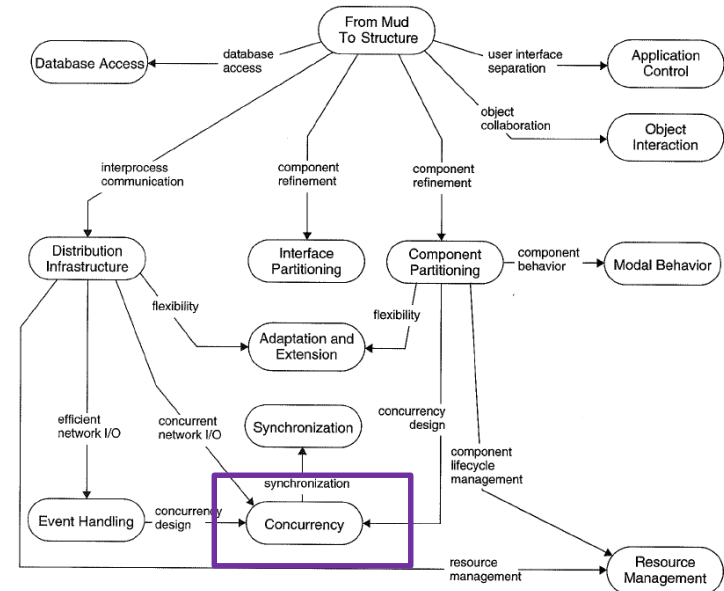 From Mud
To Structure
Database Access
database
access
user interface
separation
Application
Control
object
collaboration
Object
Interaction
interprocess
communication
component
refinement
component
refinement
Distribution
Infrastructure
Interface
Partitioning
Component
Partitioning
component
behavior
Modal Behavior
flexibility
flexibility
Adaptation and
Extension
efficient
network I/O
concurrent
network I/O
Synchronization
concurrency
design
component
lifecycle
management
synchronization
Event Handling
concurrency
design
Concurrency
resource
management
Resource
Management